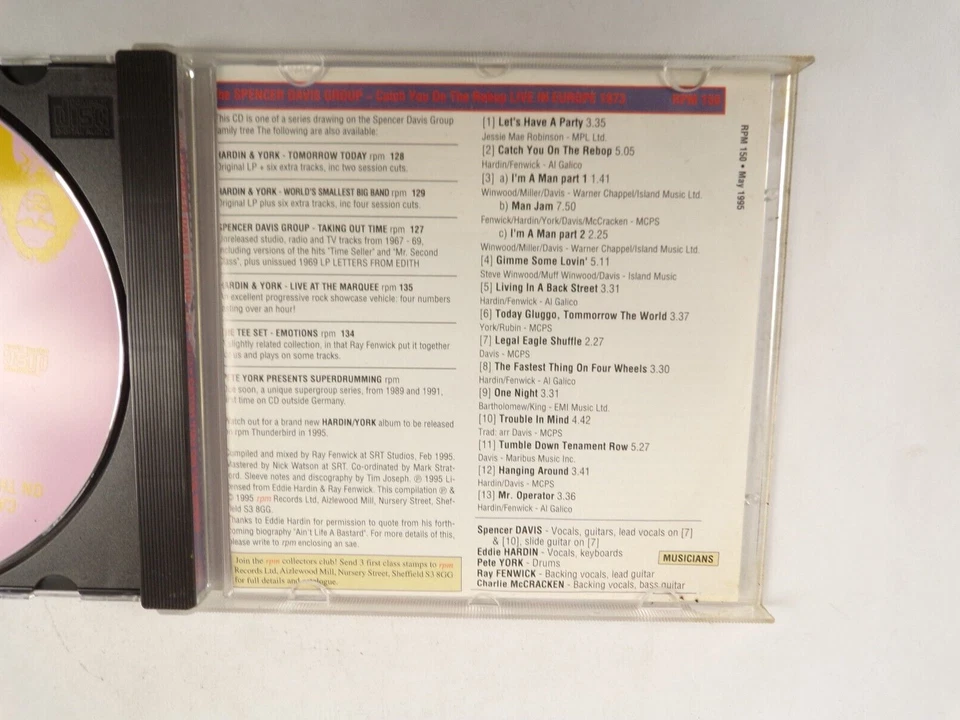 SPENCER DAVIS GROUP - Catch You On The Rebop LIVE IN EUROPE 1973 RPM 150
This CD is one of a series drawing on the Spencer Davis Group
family tree The following are also available:
HARDIN & YORK - TOMORROW TODAY rpm 128
Original LP + six extra tracks, inc two session cuts.
HARDIN & YORK - WORLD'S SMALLEST BIG BAND rpm 129
Original LP plus six extra tracks, inc four session cuts.
SPENCER DAVIS GROUP - TAKING OUT TIME rpm 127
Unreleased studio, radio and TV tracks from 1967 - 69,
including versions of the hits "Time Seller" and "Mr. Second
Class", plus unissued 1969 LP LETTERS FROM EDITH
HARDIN & YORK - LIVE AT THE MARQUEE rpm 135
An excellent progressive rock showcase vehicle: four numbers
lasting over an hour!
THE TEE SET - EMOTIONS rpm 134
slightly related collection, in that Ray Fenwick put it together
us and plays on some tracks.
PETE YORK PRESENTS SUPERDRUMMING rpm
soon, a unique supergroup series, from 1989 and 1991,
time on CD outside Germany.
Watch out for a brand new HARDIN/YORK album to be released
on rpm Thunderbird in 1995.
Compiled and mixed by Ray Fenwick at SRT Studios, Feb 1995.
Mastered by Nick Watson at SRT. Co-ordinated by Mark Strat-
ford. Sleeve notes and discography by Tim Joseph. ℗ 1995 Li-
censed from Eddie Hardin & Ray Fenwick. This compilation ℗ &
© 1995 rpm Records Ltd, Aizlewood Mill, Nursery Street, Shef-
field S3 8GG.
Thanks to Eddie Hardin for permission to quote from his forth-
coming biography "Ain't Life A Bastard". For more details of this,
please write to rpm enclosing an sae.
Join the rpm collectors club! Send 3 first class stamps to rpm
Records Ltd, Aizlewood Mill, Nursery Street, Sheffield S3 8GG
for full details and catalogue.
[1] Let's Have A Party 3.35
Jessie Mae Robinson - MPL Ltd.
[2] Catch You On The Rebop 5.05
Hardin/Fenwick - Al Galico
[3] a) I'm A Man part 1 1.41
Winwood/Miller/Davis - Warner Chappel/Island Music Ltd.
b) Man Jam 7.50
Fenwick/Hardin/York/Davis/McCracken - MCPS
c) I'm A Man part 2 2.25
Winwood/Miller/Davis - Warner Chappel/Island Music Ltd.
[4] Gimme Some Lovin' 5.11
Steve Winwood/Muff Winwood/Davis - Island Music
[5] Living In A Back Street 3.31
Hardin/Fenwick - Al Galico
[6] Today Gluggo, Tommorrow The World 3.37
York/Rubin - MCPS
[7] Legal Eagle Shuffle 2.27
Davis - MCPS
[8] The Fastest Thing On Four Wheels 3.30
Hardin/Fenwick - Al Galico
[9] One Night 3.31
Bartholomew/King - EMI Music Ltd.
[10] Trouble In Mind 4.42
Trad: arr Davis - MCPS
[11] Tumble Down Tenament Row 5.27
Davis - Maribus Music Inc.
[12] Hanging Around 3.41
Hardin/Davis - MCPS
[13] Mr. Operator 3.36
Hardin/Fenwick - Al Galico
Spencer DAVIS - Vocals, guitars, lead vocals on [7]
& [10], slide guitar on [7]
Eddie HARDIN - Vocals, keyboards
Pete YORK - Drums
Ray FENWICK - Backing vocals, lead guitar
Charlie McCRACKEN - Backing vocals, bass guitar
MUSICIANS
RPM 150 • May 1995